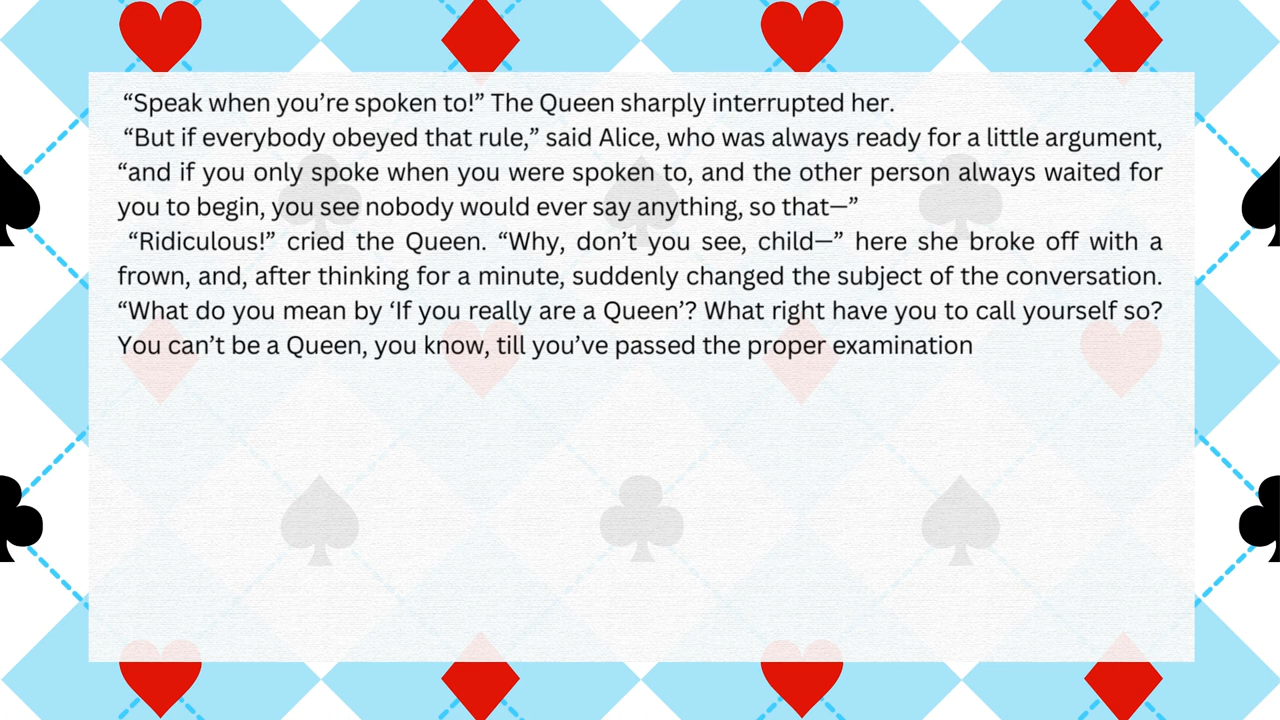 “Speak when you’re spoken to!” The Queen sharply interrupted her.
“But if everybody obeyed that rule,” said Alice, who was always ready for a little argument,
“and if you only spoke when you were spoken to, and the other person always waited for
you to begin, you see nobody would ever say anything, so that—”
“Ridiculous!” cried the Queen. “Why, don’t you see, child—” here she broke off with a
frown, and, after thinking for a minute, suddenly changed the subject of the conversation.
“What do you mean by ‘If you really are a Queen’? What right have you to call yourself so?
You can’t be a Queen, you know, till you’ve passed the proper examination